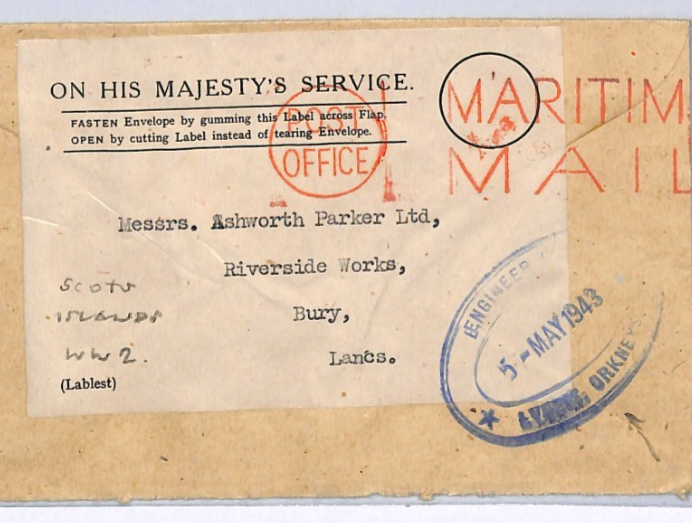 ON HIS MAJESTY'S SERVICE.
FASTEN Envelope by gumming this Label across Flap,
OPEN by cutting Label instead of tearing Envelope.
POST
OFFICE
MARITIM
MAIL
Messrs. Ashworth Parker Ltd,
Riverside Works,
Bury,
Lancs.
SCOTS
ISLANDS
WW2.
(Lablest)
ENGINEER
5-MAY 1943
ORKNEY